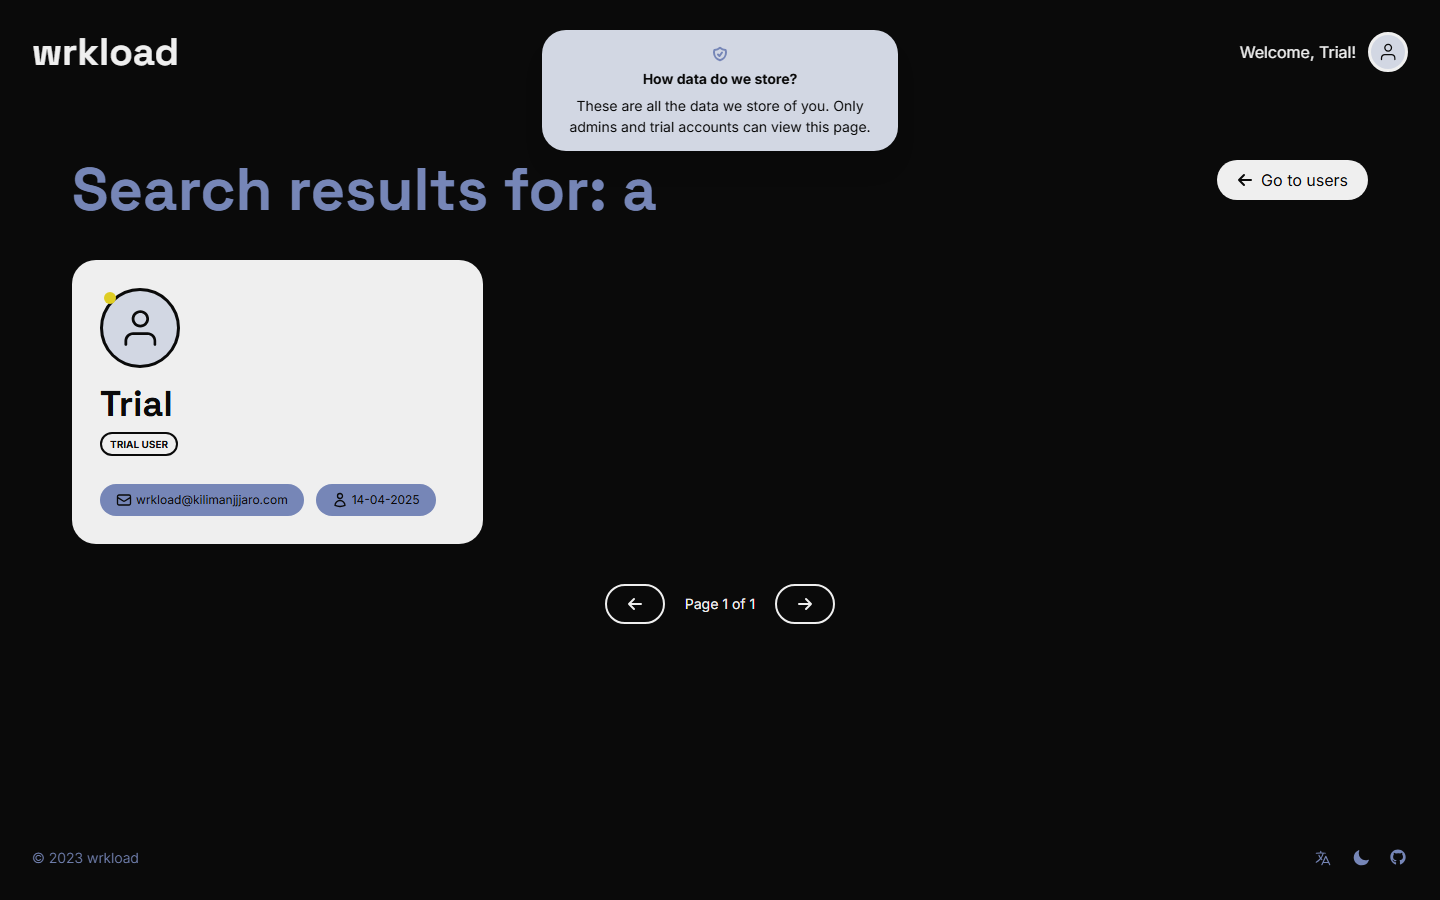 wrkload
How data do we store?
These are all the data we store of you. Only
admins and trial accounts can view this page.
Welcome, Trial!
Search results for: a
Go to users
Trial
TRIAL USER
wrkload@kilimanjjjaro.com
14-04-2025
Page 1 of 1
© 2023 wrkload